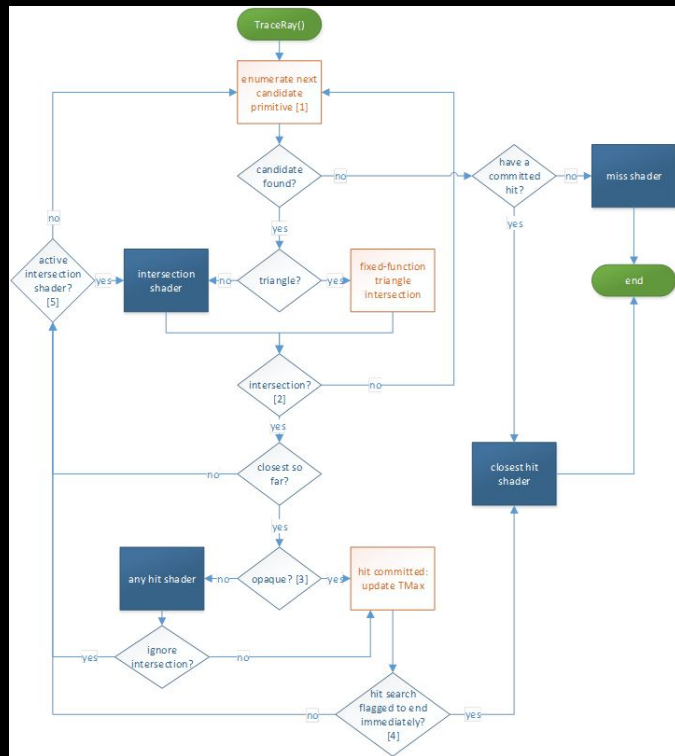 TraceRay()
enumerate next
candidate
primitive [1]
candidate
found?
no
have a
committed
hit?
no
miss shader
yes
yes
no
active
intersection
shader?
[5]
yes
intersection
shader
no
triangle?
yes
fixed-function
triangle
intersection
end
intersection?
[2]
no
yes
closest so
far?
no
closest hit
shader
yes
any hit shader
no
opaque? [3]
yes
hit committed:
update TMax
yes
ignore
intersection?
no
no
hit search
flagged to end
immediately?
[4]
yes